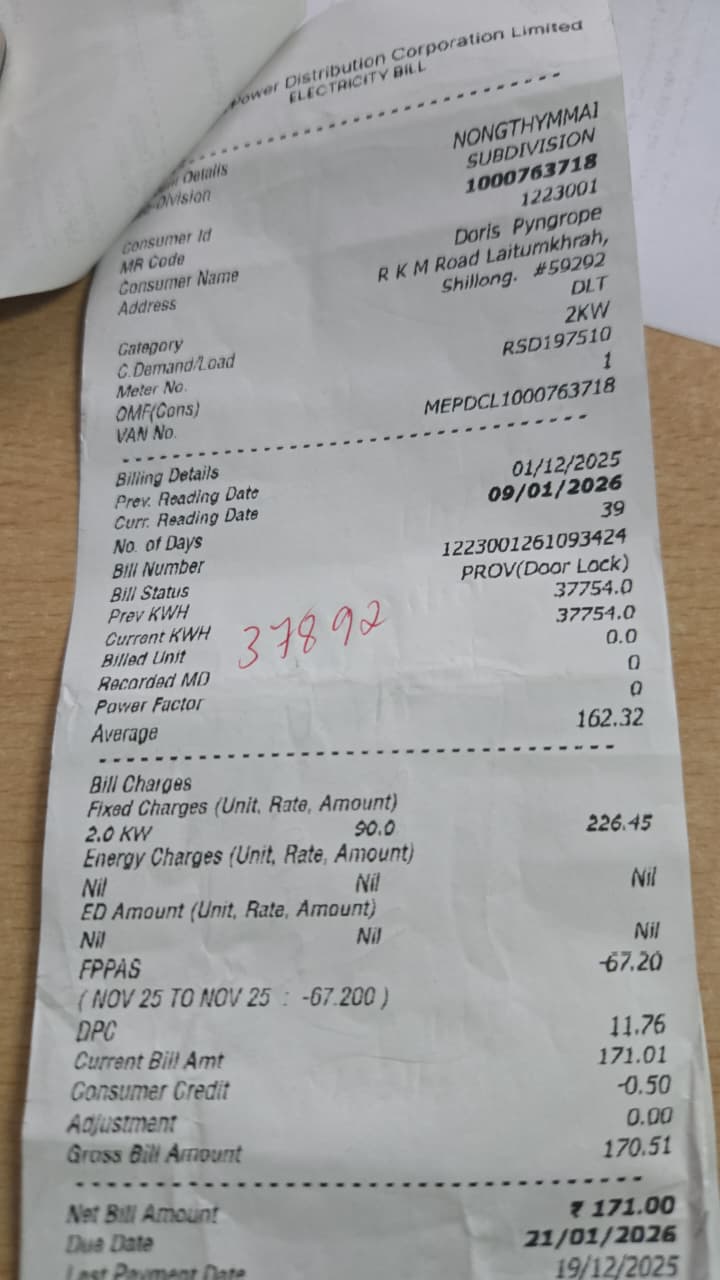 Power Distribution Corporation Limited
ELECTRICITY BILL
Details
NONGTHYMMAI
Division SUBDIVISION
1000763718
Consumer Id 1223001
MR Code
Consumer Name Doris Pyngrope
Address R K M Road Laitumkhrah,
Shillong. #59292
Category DLT
C.Demand/Load 2KW
Meter No. RSD197510
OMF(Cons) 1
VAN No. MEPDCL1000763718
Billing Details
Prev. Reading Date 01/12/2025
Curr. Reading Date 09/01/2026
No. of Days 39
Bill Number 1223001261093424
Bill Status PROV(Door Lock)
Prev KWH 37754.0
Current KWH 37754.0
37892
Billed Unit 0.0
Recorded MD 0
Power Factor 0
Average 162.32
Bill Charges
Fixed Charges (Unit, Rate, Amount)
2.0 KW 90.0 226.45
Energy Charges (Unit, Rate, Amount)
Nil Nil Nil
ED Amount (Unit, Rate, Amount)
Nil Nil Nil
FPPAS -67.20
( NOV 25 TO NOV 25 : -67.200 )
DPC 11.76
Current Bill Amt 171.01
Consumer Credit -0.50
Adjustment 0.00
Gross Bill Amount 170.51
Net Bill Amount ₹ 171.00
Due Date 21/01/2026
Last Payment Date 19/12/2025